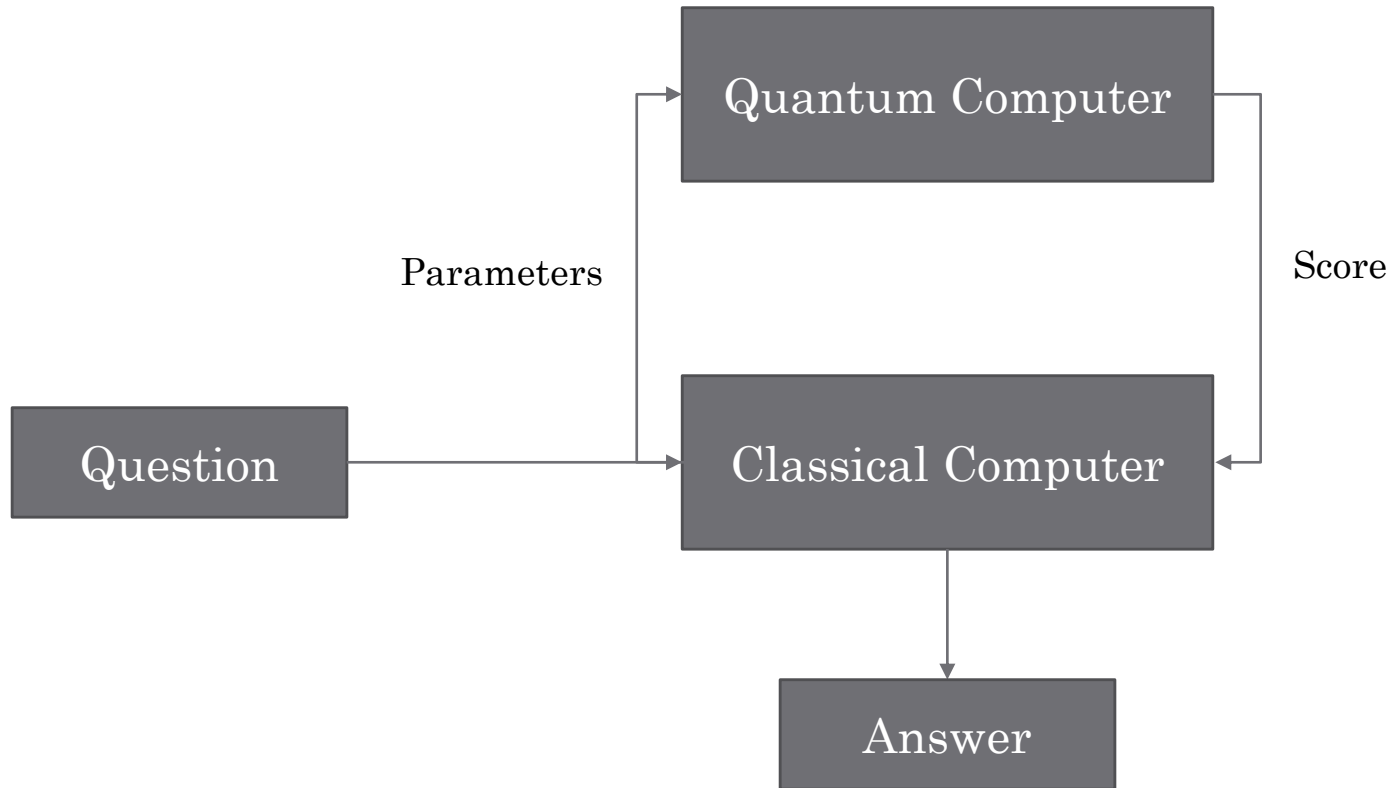 Quantum Computer
Parameters
Score
Question
Classical Computer
Answer